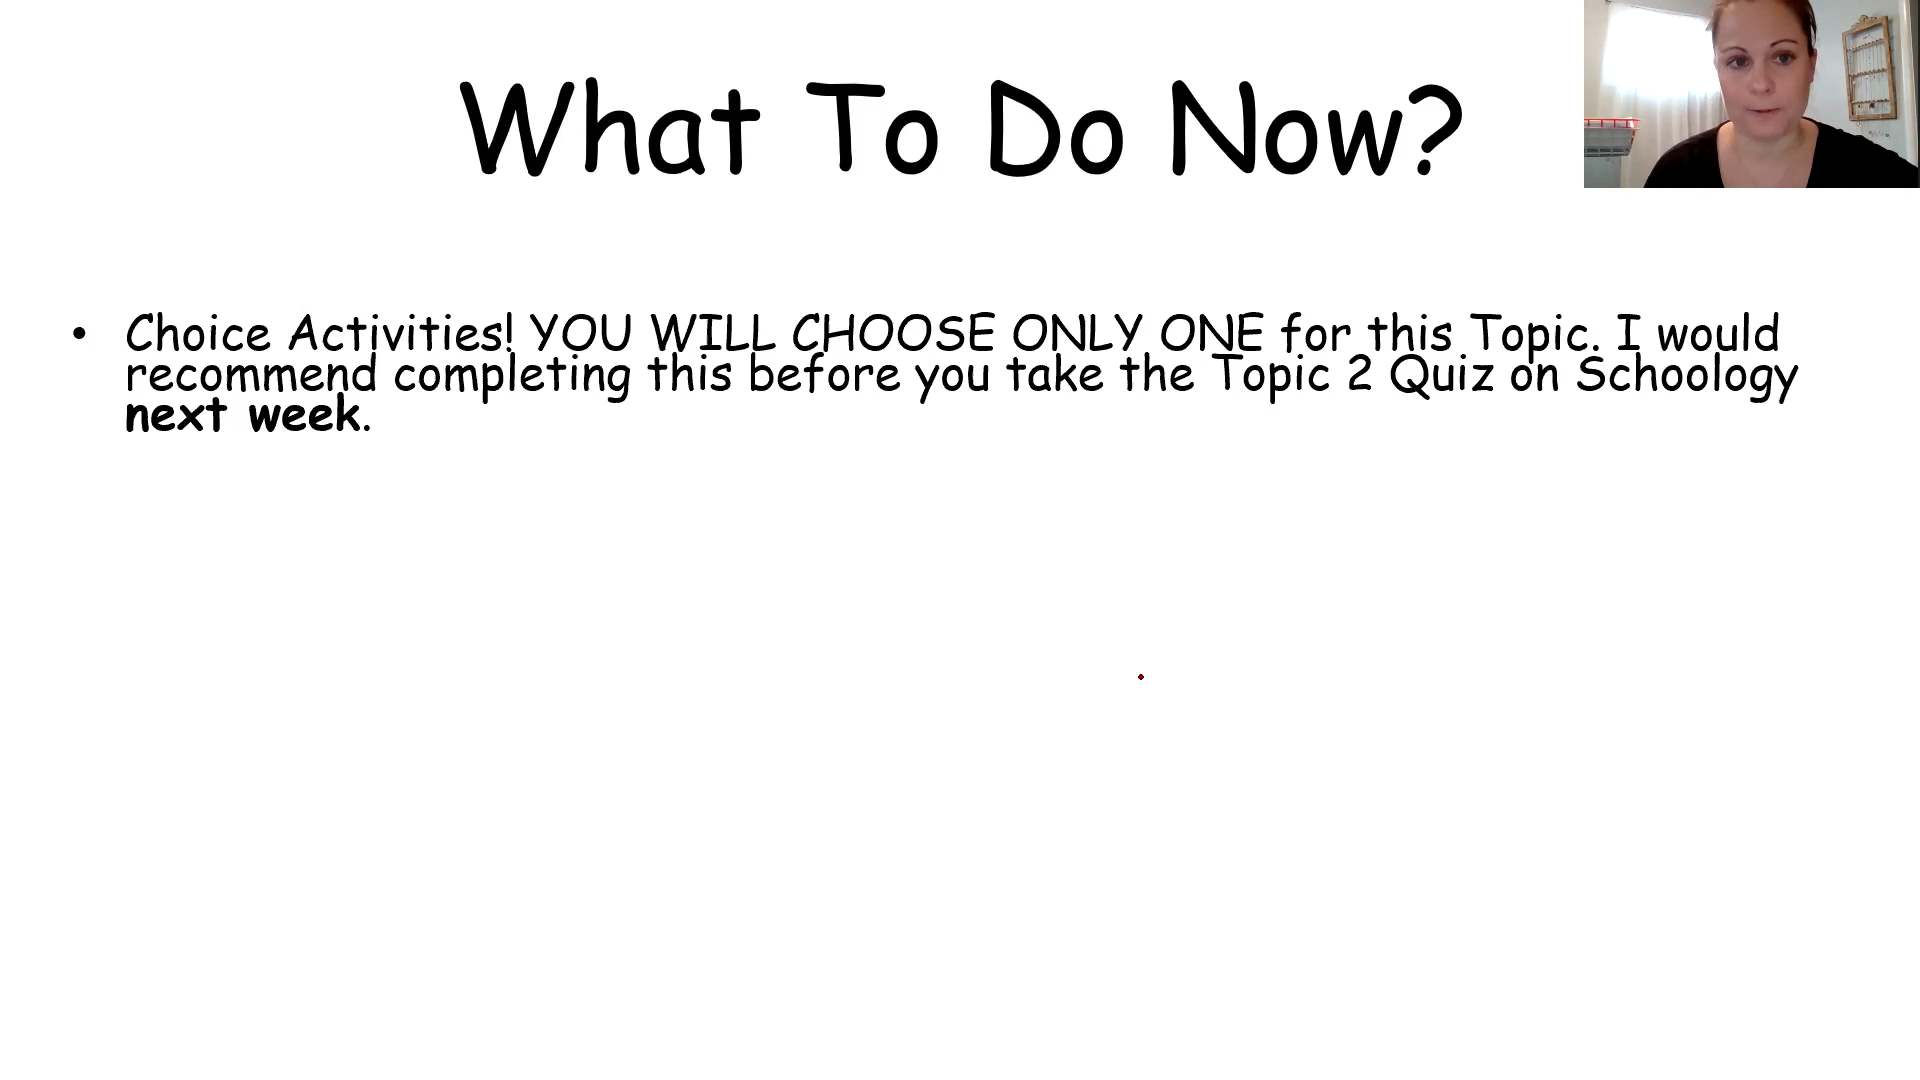 What To Do Now?
• Choice Activities! YOU WILL CHOOSE ONLY ONE for this Topic. I would
recommend completing this before you take the Topic 2 Quiz on Schoology
next week.